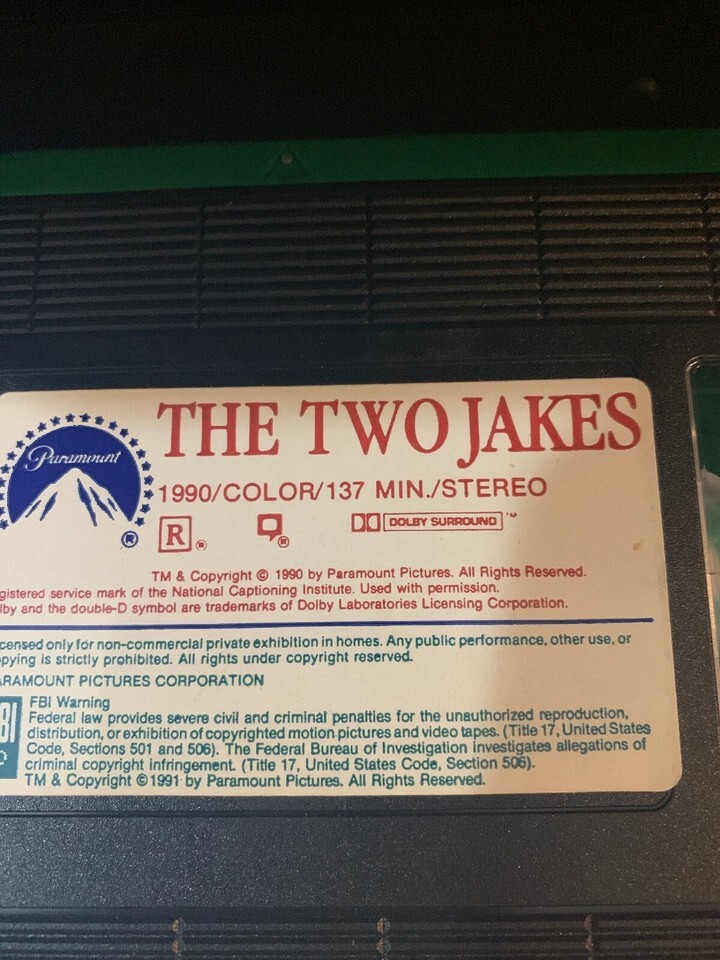 THE TWO JAKES
Paramount
®
1990/COLOR/137 MIN./STEREO
R ®
®
DOLBY SURROUND ™
TM & Copyright © 1990 by Paramount Pictures. All Rights Reserved.
gistered service mark of the National Captioning Institute. Used with permission.
lby and the double-D symbol are trademarks of Dolby Laboratories Licensing Corporation.
censed only for non-commercial private exhibition in homes. Any public performance, other use, or
pying is strictly prohibited. All rights under copyright reserved.
ARAMOUNT PICTURES CORPORATION
BI
FBI Warning
Federal law provides severe civil and criminal penalties for the unauthorized reproduction,
distribution, or exhibition of copyrighted motion pictures and video tapes. (Title 17, United States
Code, Sections 501 and 506). The Federal Bureau of Investigation investigates allegations of
criminal copyright infringement. (Title 17, United States Code, Section 506).
TM & Copyright © 1991 by Paramount Pictures. All Rights Reserved.